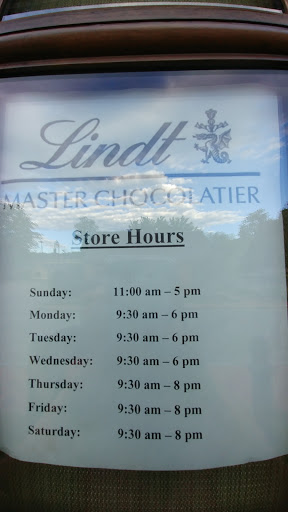 Lindt
MASTER CHOCOLATIER
Store Hours
Sunday: 11:00 am – 5 pm
Monday: 9:30 am – 6 pm
Tuesday: 9:30 am – 6 pm
Wednesday: 9:30 am – 6 pm
Thursday: 9:30 am – 8 pm
Friday: 9:30 am – 8 pm
Saturday: 9:30 am – 8 pm